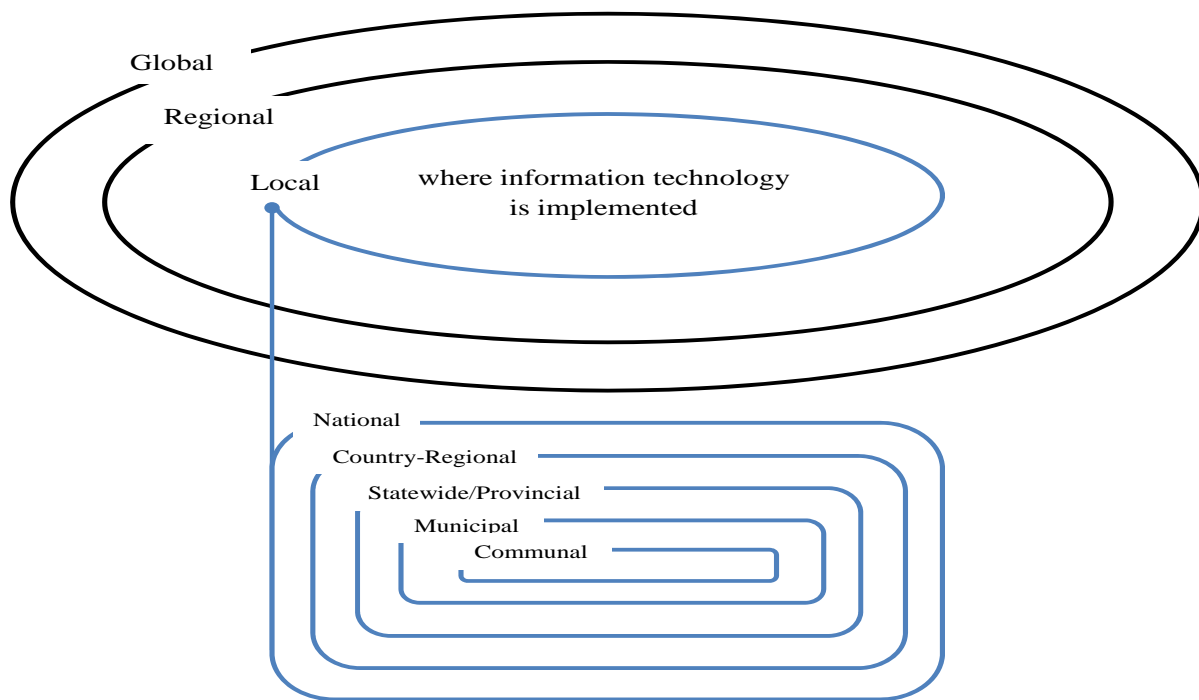 Global
Regional
Local
where information technology
is implemented
National
Country-Regional
Statewide/Provincial
Municipal
Communal